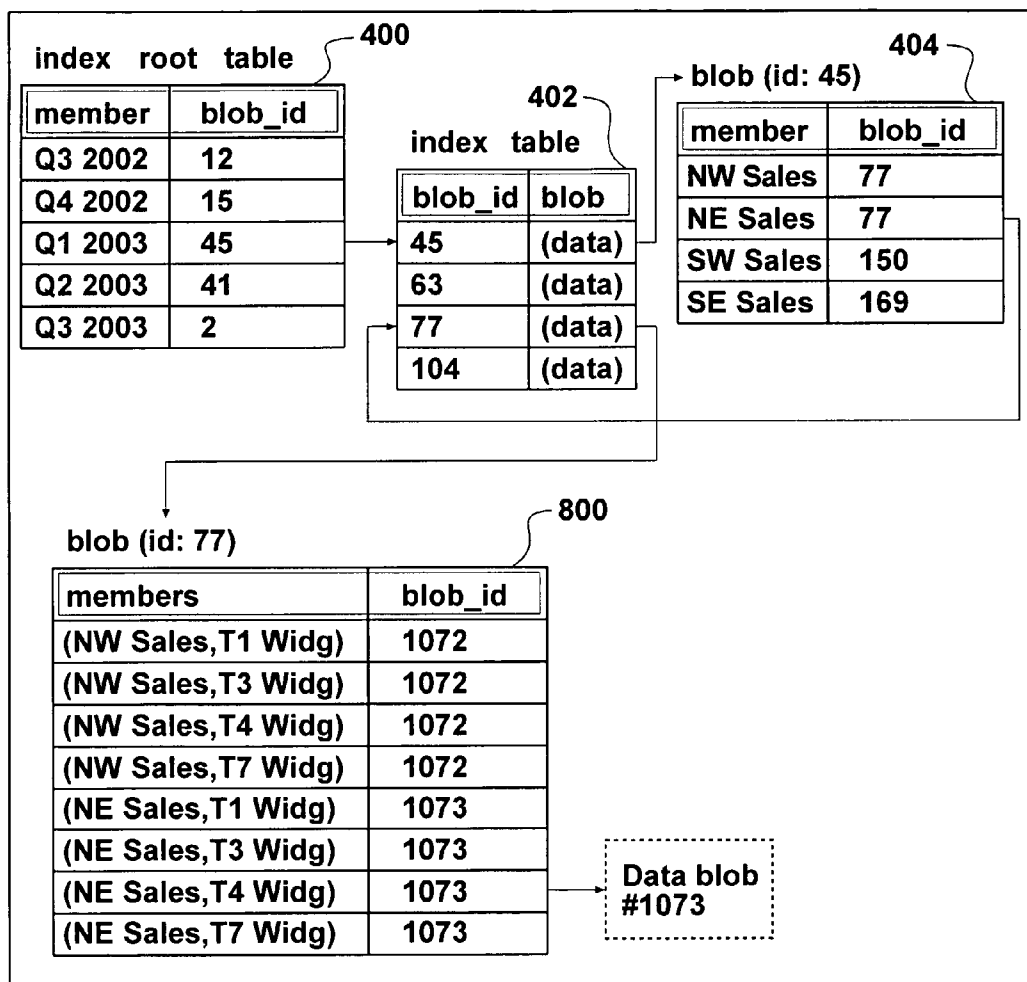 400
index root table
member blob_id
Q3 2002 12
Q4 2002 15
Q1 2003 45
Q2 2003 41
Q3 2003 2
402
index table
blob_id blob
45 (data)
63 (data)
77 (data)
104 (data)
404
blob (id: 45)
member blob_id
NW Sales 77
NE Sales 77
SW Sales 150
SE Sales 169
800
blob (id: 77)
members blob_id
(NW Sales,T1 Widg) 1072
(NW Sales,T3 Widg) 1072
(NW Sales,T4 Widg) 1072
(NW Sales,T7 Widg) 1072
(NE Sales,T1 Widg) 1073
(NE Sales,T3 Widg) 1073
(NE Sales,T4 Widg) 1073
(NE Sales,T7 Widg) 1073
Data blob
#1073